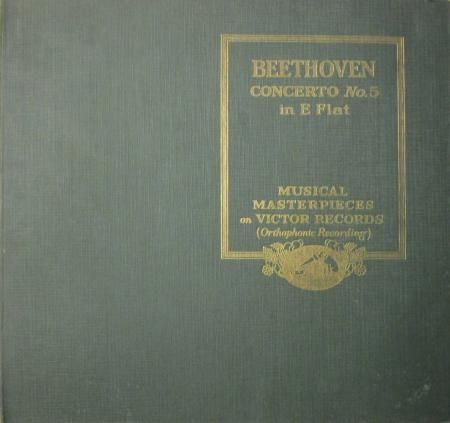 BEETHOVEN
CONCERTO No. 5
in E Flat
MUSICAL
MASTERPIECES
on VICTOR RECORDS
(Orthophonic Recording)